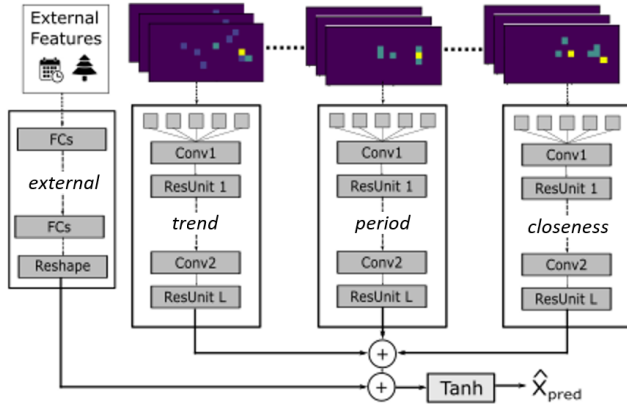 External
Features
FCs
external
FCs
Reshape
Conv1
ResUnit 1
trend
Conv2
ResUnit L
Conv1
ResUnit 1
period
Conv2
ResUnit L
Conv1
ResUnit 1
closeness
Conv2
ResUnit L
+
+
Tanh
X̂pred